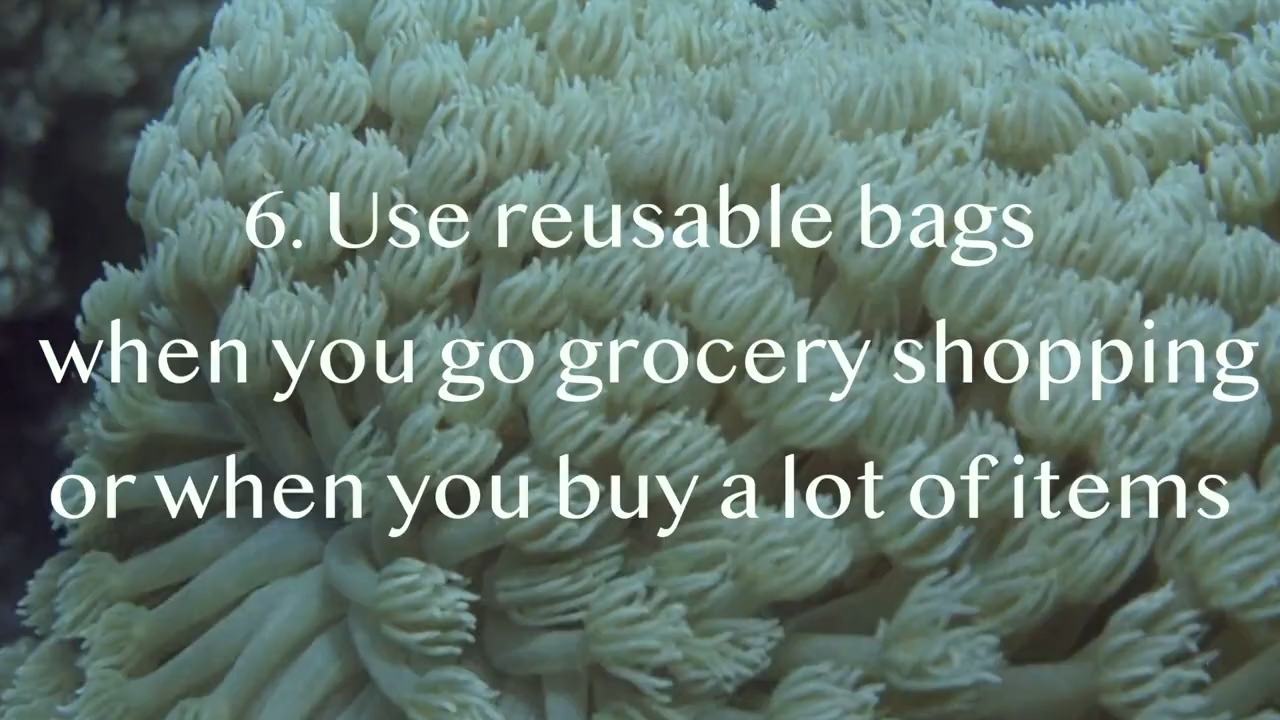 6. Use reusable bags
when you go grocery shopping
or when you buy a lot of items